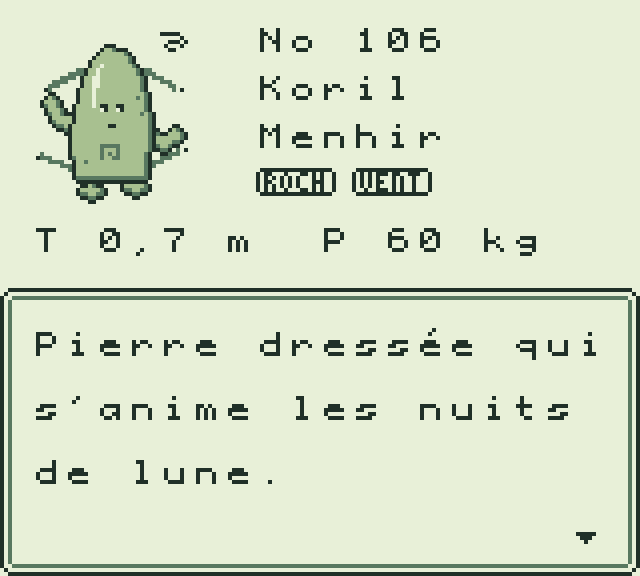 No 106
Koril
Menhir
ROCH VENT
T 0,7 m P 60 kg
Pierre dressée qui
s'anime les nuits
de lune.